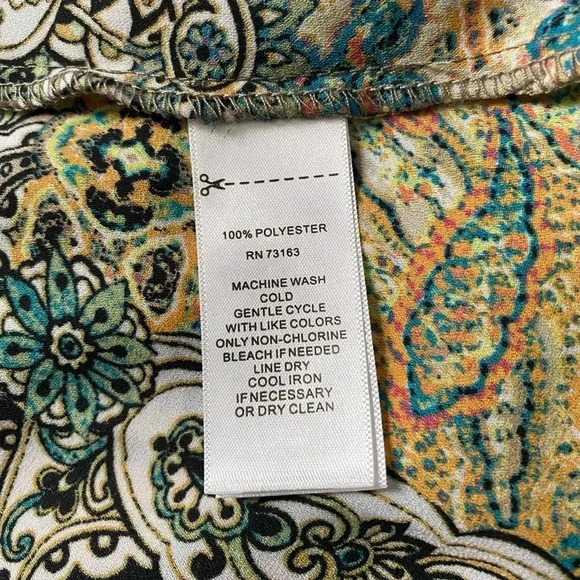 100% POLYESTER
RN 73163
MACHINE WASH
COLD
GENTLE CYCLE
WITH LIKE COLORS
ONLY NON-CHLORINE
BLEACH IF NEEDED
LINE DRY
COOL IRON
IF NECESSARY
OR DRY CLEAN